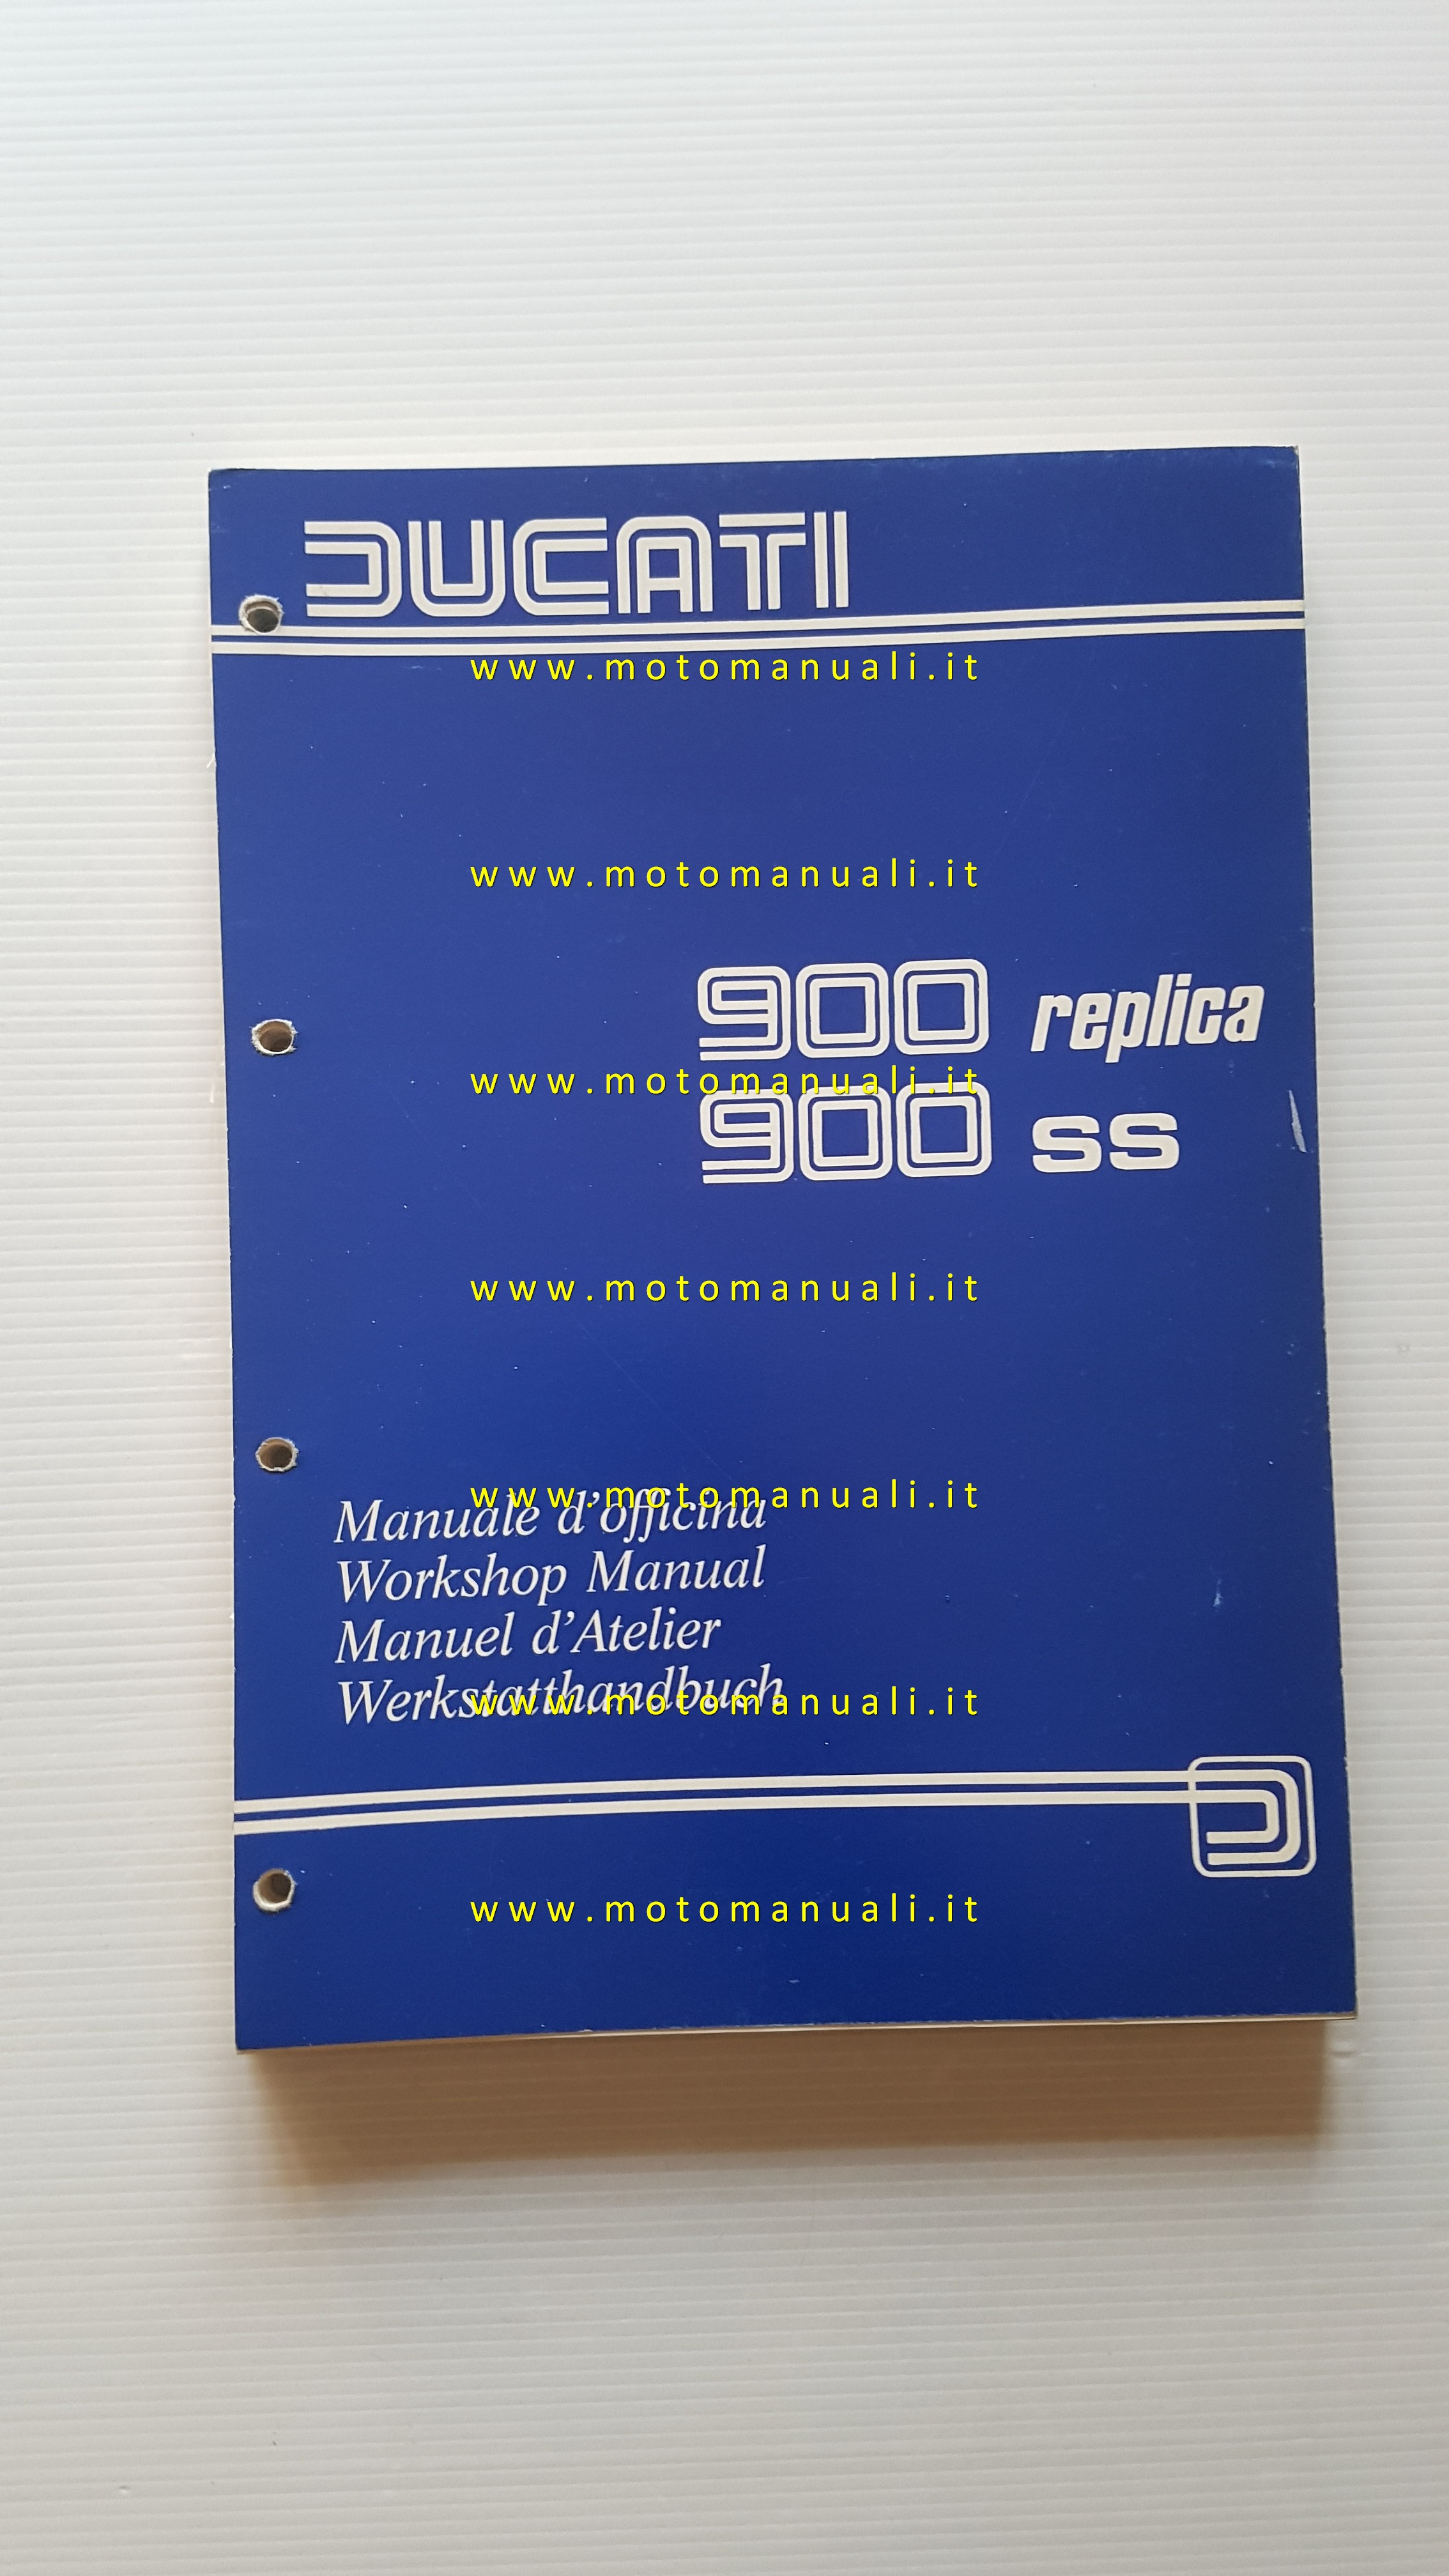 DUCATI
www.motomanuali.it
www.motomanuali.it
900 replica
www.motomanuali.it
900 ss
www.motomanuali.it
www.motomanuali.it
Manuale d'officina
Workshop Manual
Manuel d'Atelier
Werkstatthandbuch
www.motomanuali.it
www.motomanuali.it